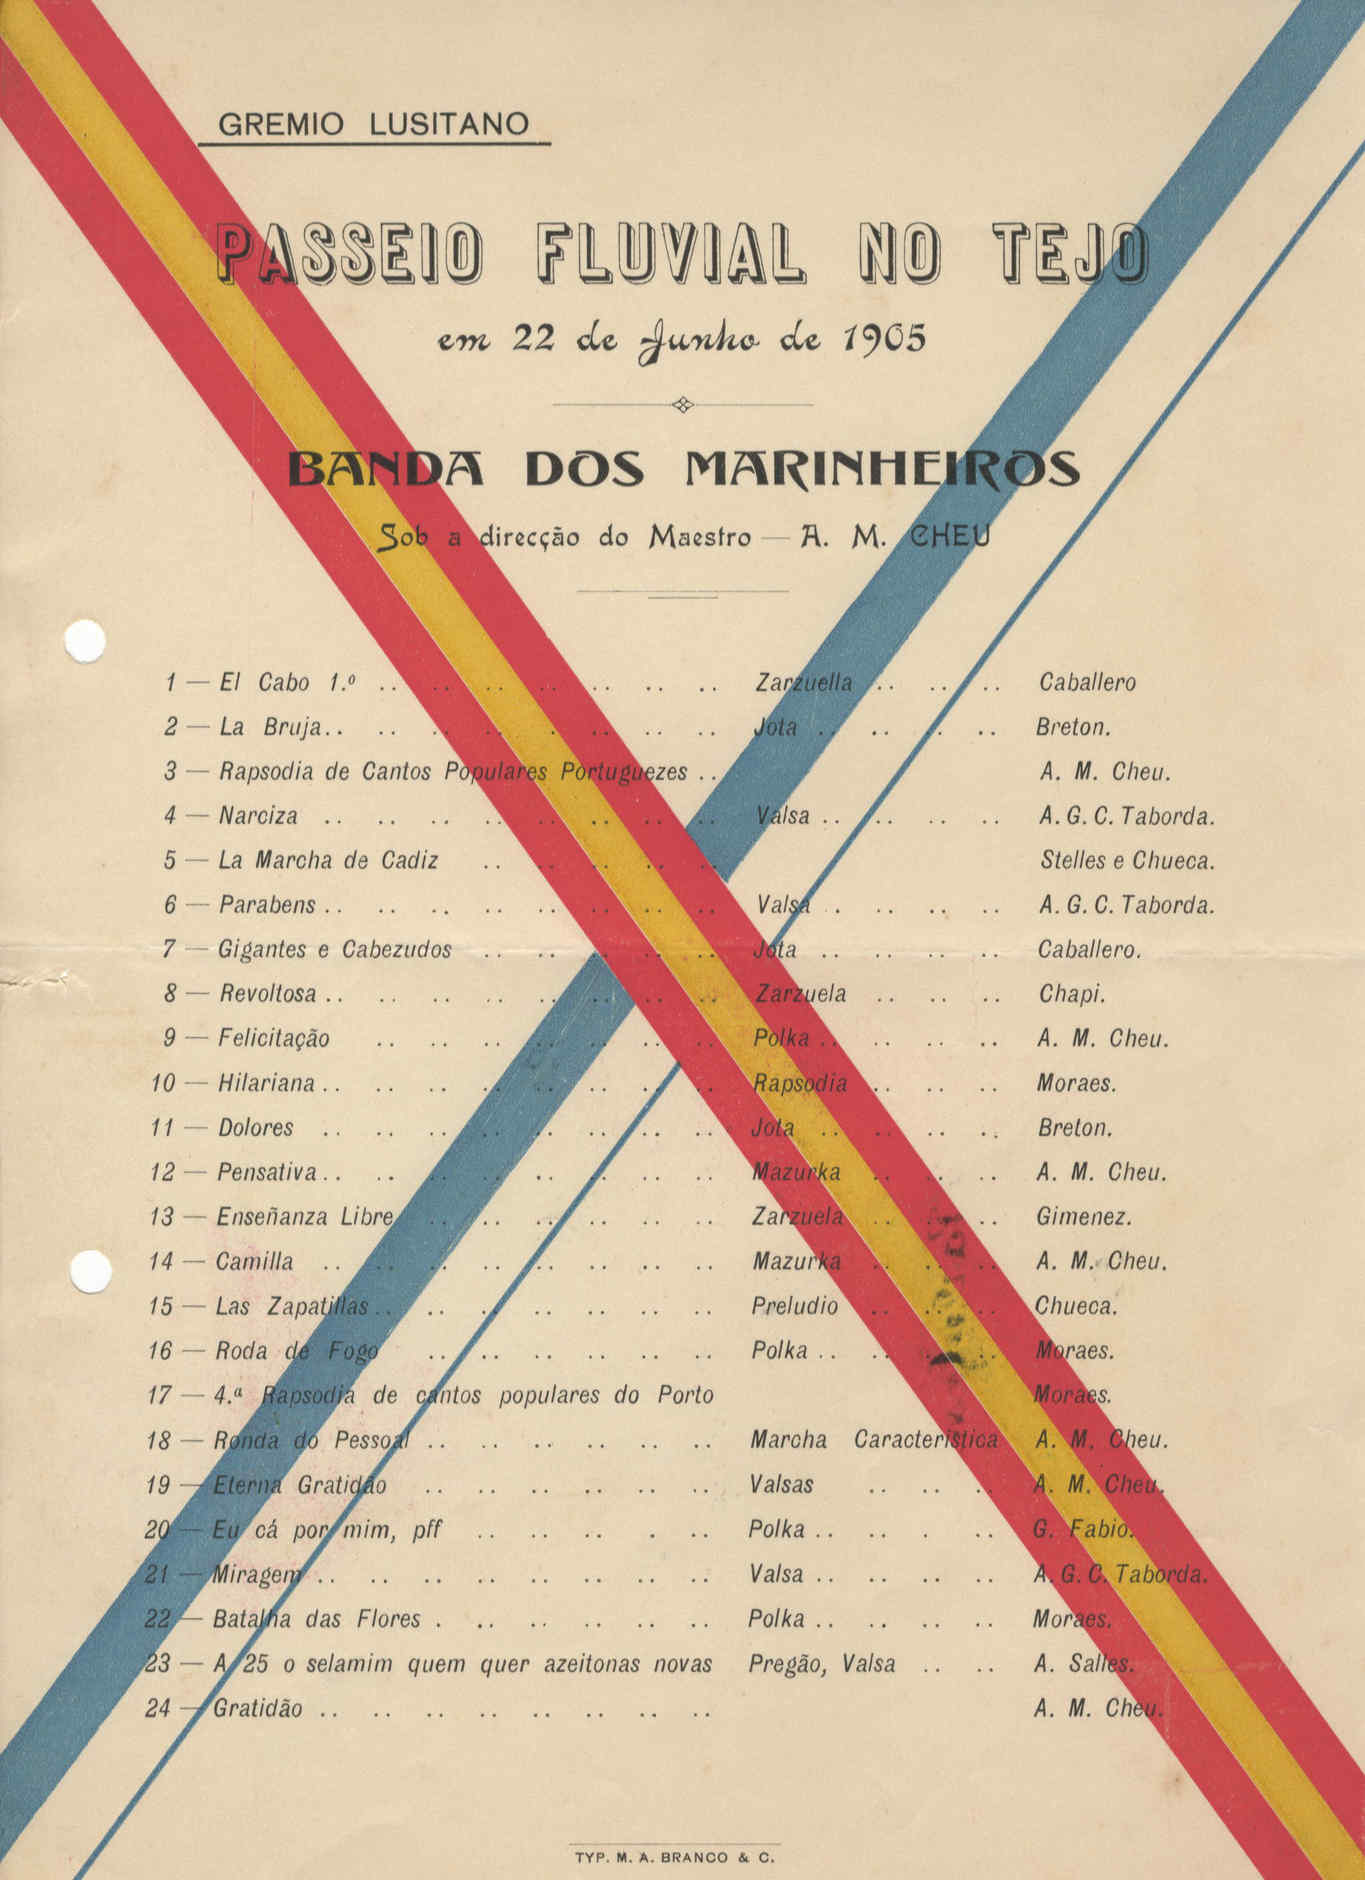 GREMIO LUSITANO
PASSEIO FLUVIAL NO TEJO
em 22 de Junho de 1905
BANDA DOS MARINHEIROS
Sob a direcção do Maestro — A. M. CHEU
1 — El Cabo 1.º .. .. .. .. .. .. .. Zarzuella .. .. .. Caballero
2 — La Bruja.. .. .. .. . .. .. .. Jota .. .. .. .. Breton.
3 — Rapsodia de Cantos Populares Portuguezes .. A. M. Cheu.
4 — Narciza .. .. .. .. .. .. .. .. Valsa .. .. .. .. A. G. C. Taborda.
5 — La Marcha de Cadiz .. .. .. .. .. Stelles e Chueca.
6 — Parabens .. .. .. .. .. .. .. .. Valsa .. .. .. .. A. G. C. Taborda.
7 — Gigantes e Cabezudos .. .. .. .. .. Jota .. .. .. .. Caballero.
8 — Revoltosa .. .. .. .. .. .. .. .. Zarzuela .. .. .. Chapi.
9 — Felicitação .. .. .. .. .. .. .. Polka .. .. .. .. A. M. Cheu.
10 — Hilariana .. .. .. .. .. .. .. .. Rapsodia .. .. .. Moraes.
11 — Dolores .. .. .. .. .. .. .. .. Jota .. .. .. .. Breton.
12 — Pensativa .. .. .. .. .. .. .. .. Mazurka .. .. .. A. M. Cheu.
13 — Enseñanza Libre .. .. .. .. .. .. Zarzuela .. .. .. Gimenez.
14 — Camilla .. .. .. .. .. .. .. .. Mazurka .. .. .. A. M. Cheu.
15 — Las Zapatillas .. .. .. .. .. .. .. Preludio .. .. .. Chueca.
16 — Roda de Fogo .. .. .. .. .. .. Polka .. .. .. .. Moraes.
17 — 4.ª Rapsodia de cantos populares do Porto Moraes.
18 — Ronda do Pessoal .. .. .. .. .. .. Marcha Caracteristica A. M. Cheu.
19 — Eterna Gratidão .. .. .. .. .. .. Valsas .. .. .. A. M. Cheu.
20 — Eu cá por mim, pff .. .. .. . .. Polka .. .. . .. G. Fabio.
21 — Miragem .. .. .. .. .. .. .. .. Valsa .. .. .. .. A. G. C. Taborda.
22 — Batalha das Flores . .. .. .. .. .. Polka .. .. .. .. Moraes.
23 — A 25 o selamim quem quer azeitonas novas Pregão, Valsa .. .. A. Salles.
24 — Gratidão .. .. .. .. .. .. .. .. A. M. Cheu.
TYP. M. A. BRANCO & C.